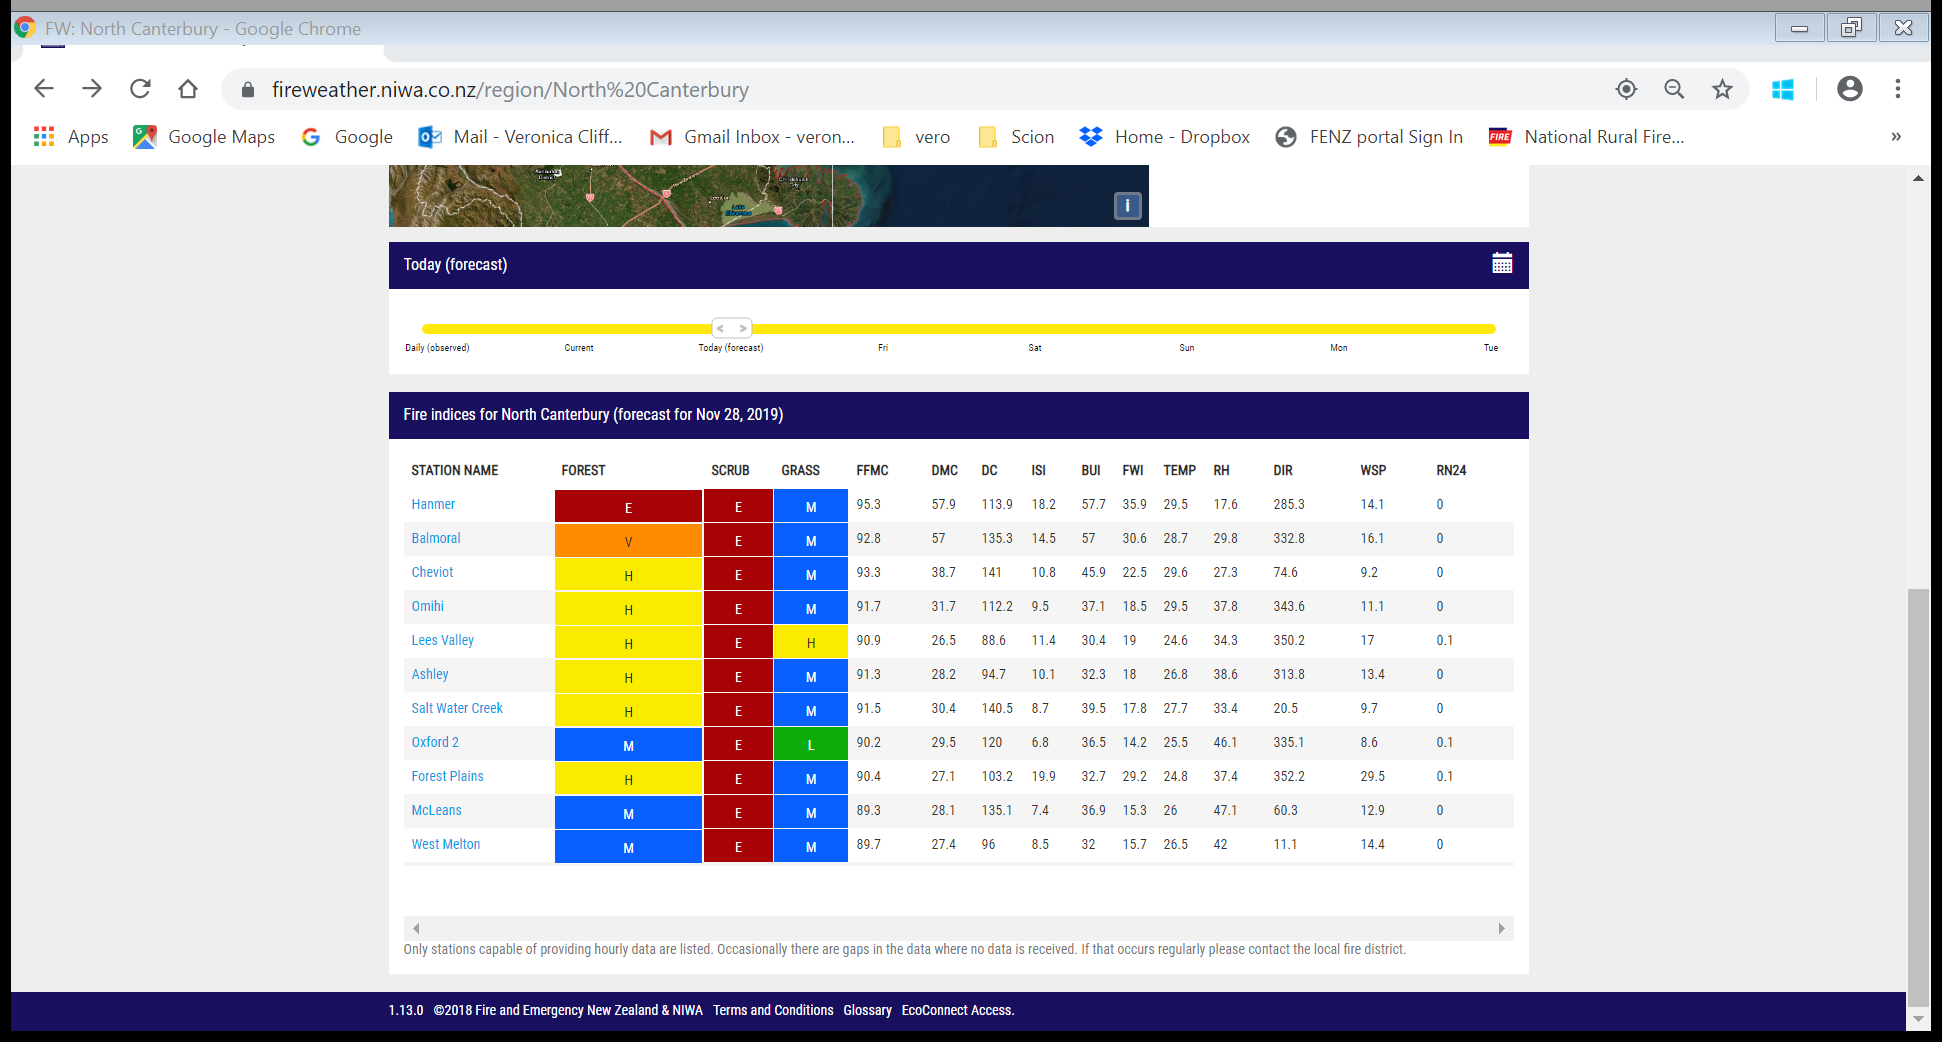 FW: North Canterbury - Google Chrome
fireweather.niwa.co.nz/region/North%20Canterbury
Apps Google Maps Google Mail - Veronica Cliff... Gmail Inbox - veron... vero Scion Home - Dropbox FENZ portal Sign In FIRE National Rural Fire... »
Christchurch City
Lake Ellesmere
i
Today (forecast)
< >
Daily (observed) Current Today (forecast) Fri Sat Sun Mon Tue
Fire indices for North Canterbury (forecast for Nov 28, 2019)
STATION NAME FOREST SCRUB GRASS FFMC DMC DC ISI BUI FWI TEMP RH DIR WSP RN24
Hanmer E E M 95.3 57.9 113.9 18.2 57.7 35.9 29.5 17.6 285.3 14.1 0
Balmoral V E M 92.8 57 135.3 14.5 57 30.6 28.7 29.8 332.8 16.1 0
Cheviot H E M 93.3 38.7 141 10.8 45.9 22.5 29.6 27.3 74.6 9.2 0
Omihi H E M 91.7 31.7 112.2 9.5 37.1 18.5 29.5 37.8 343.6 11.1 0
Lees Valley H E H 90.9 26.5 88.6 11.4 30.4 19 24.6 34.3 350.2 17 0.1
Ashley H E M 91.3 28.2 94.7 10.1 32.3 18 26.8 38.6 313.8 13.4 0
Salt Water Creek H E M 91.5 30.4 140.5 8.7 39.5 17.8 27.7 33.4 20.5 9.7 0
Oxford 2 M E L 90.2 29.5 120 6.8 36.5 14.2 25.5 46.1 335.1 8.6 0.1
Forest Plains H E M 90.4 27.1 103.2 19.9 32.7 29.2 24.8 37.4 352.2 29.5 0.1
McLeans M E M 89.3 28.1 135.1 7.4 36.9 15.3 26 47.1 60.3 12.9 0
West Melton M E M 89.7 27.4 96 8.5 32 15.7 26.5 42 11.1 14.4 0
Only stations capable of providing hourly data are listed. Occasionally there are gaps in the data where no data is received. If that occurs regularly please contact the local fire district.
1.13.0 ©2018 Fire and Emergency New Zealand & NIWA Terms and Conditions Glossary EcoConnect Access.